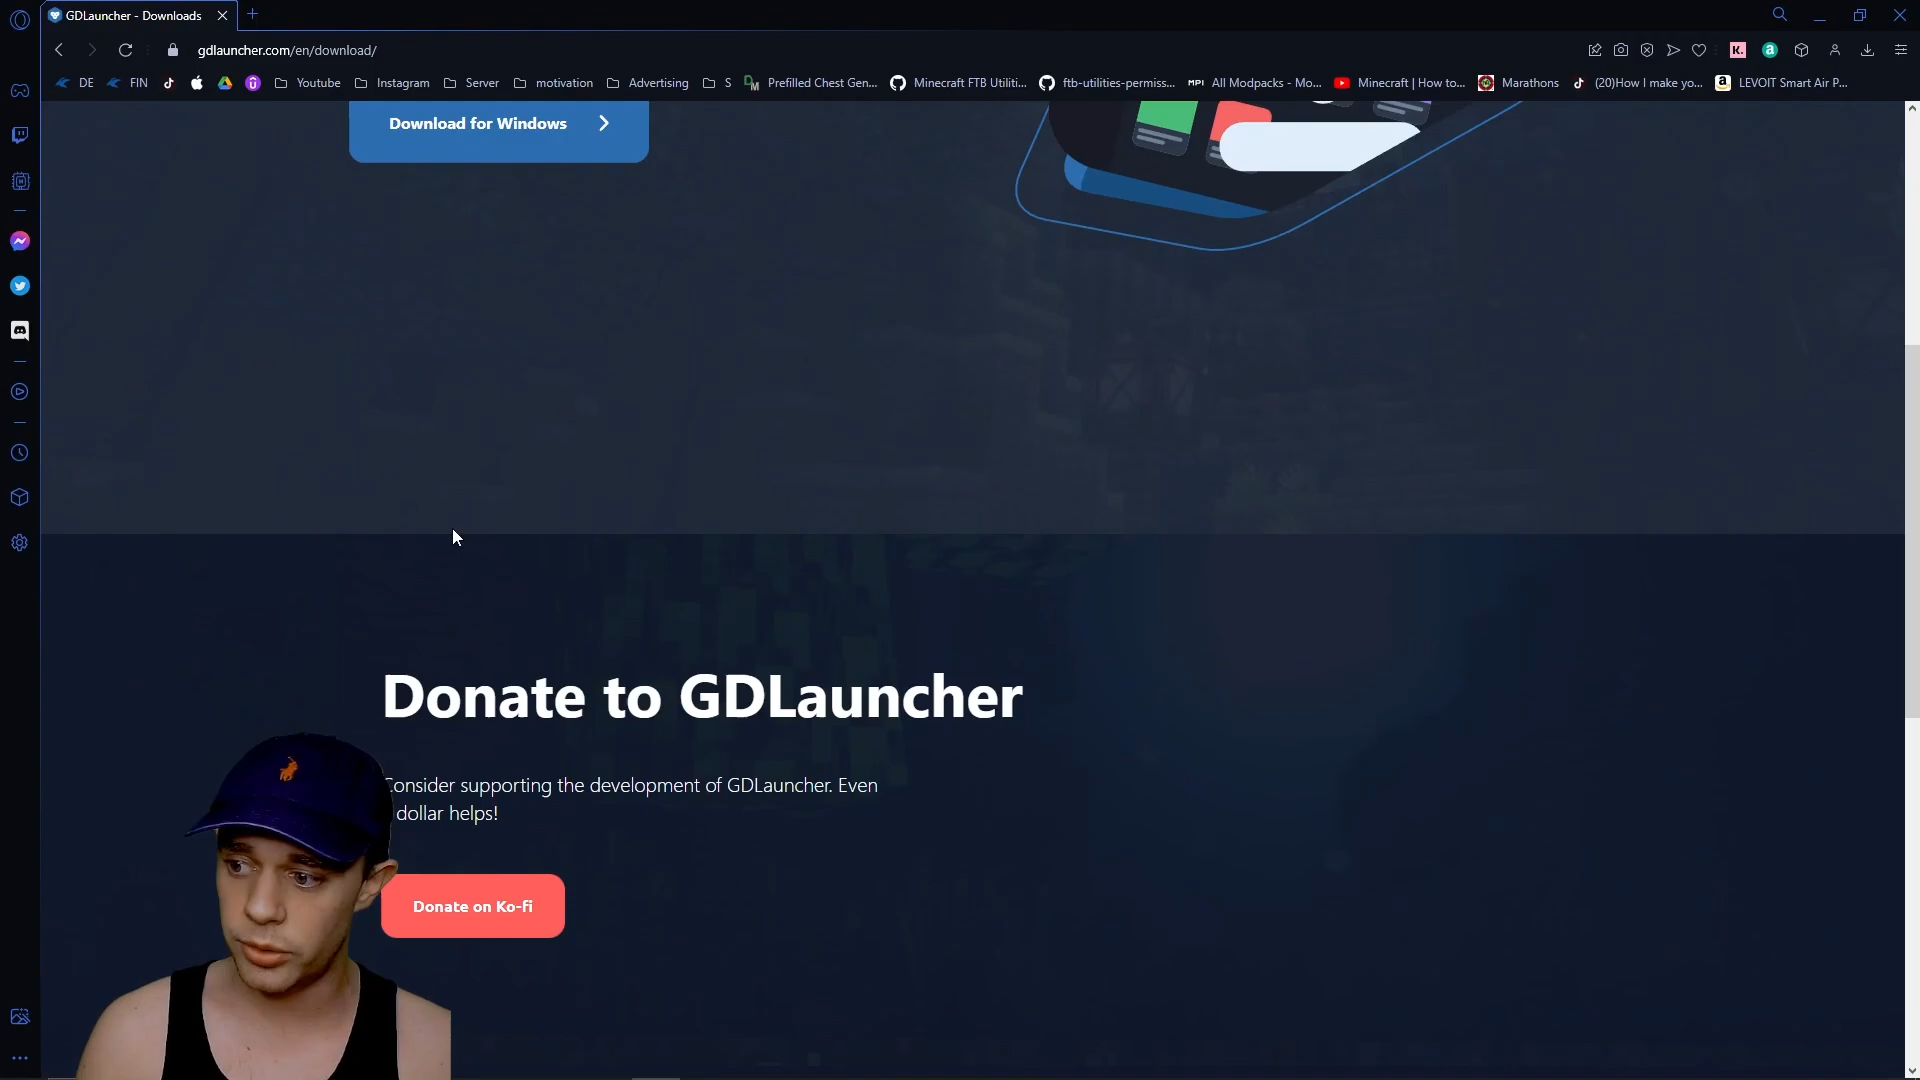 GDLauncher - Downloads
gdlauncher.com/en/download/
K.
a
DE
FIN
Youtube
Instagram
Server
motivation
Advertising
S
Prefilled Chest Gen...
Minecraft FTB Utiliti...
ftb-utilities-permiss...
MPI
All Modpacks - Mo...
Minecraft | How to...
Marathons
(20)How I make yo...
LEVOIT Smart Air P...
Download for Windows
Donate to GDLauncher
Consider supporting the development of GDLauncher. Even
dollar helps!
Donate on Ko-fi